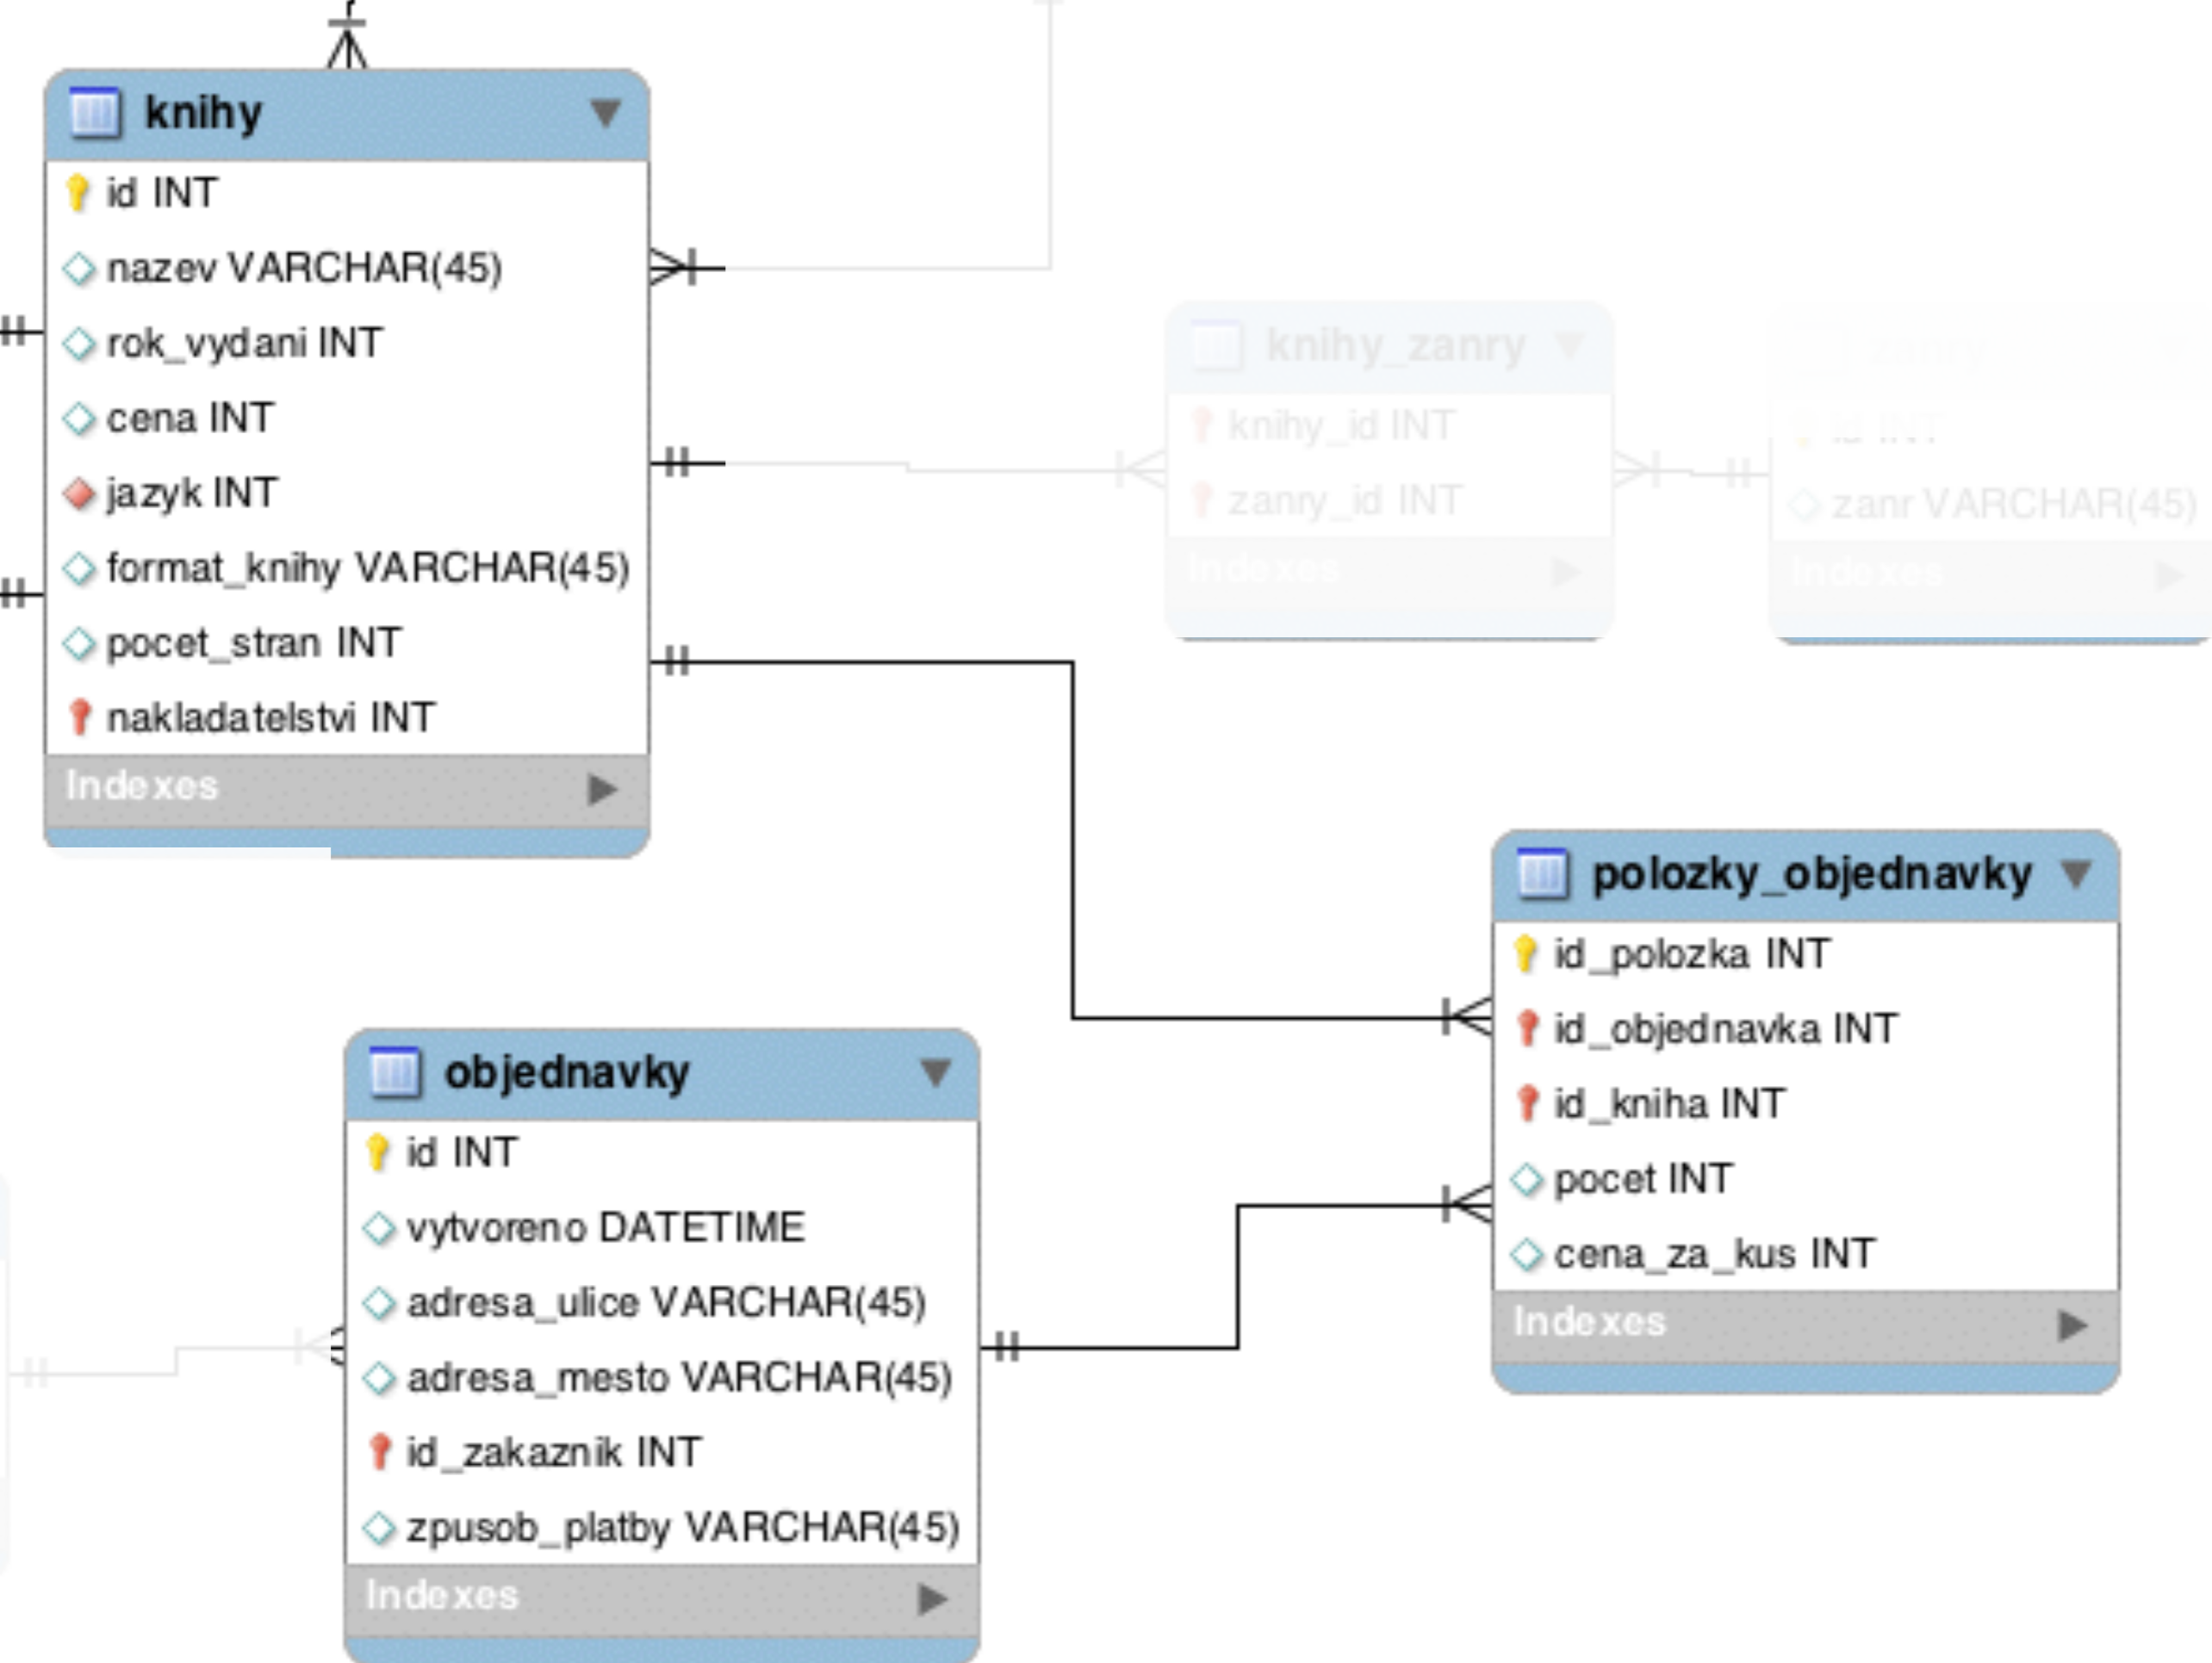 knihy
id INT
nazev VARCHAR(45)
rok_vydani INT
cena INT
jazyk INT
format_knihy VARCHAR(45)
pocet_stran INT
nakladatelstvi INT
Indexes
knihy_zanry
knihy_id INT
zanry_id INT
Indexes
zanry
id INT
zanr VARCHAR(45)
Indexes
polozky_objednavky
id_polozka INT
id_objednavka INT
id_kniha INT
pocet INT
cena_za_kus INT
Indexes
objednavky
id INT
vytvoreno DATETIME
adresa_ulice VARCHAR(45)
adresa_mesto VARCHAR(45)
id_zakaznik INT
zpusob_platby VARCHAR(45)
Indexes